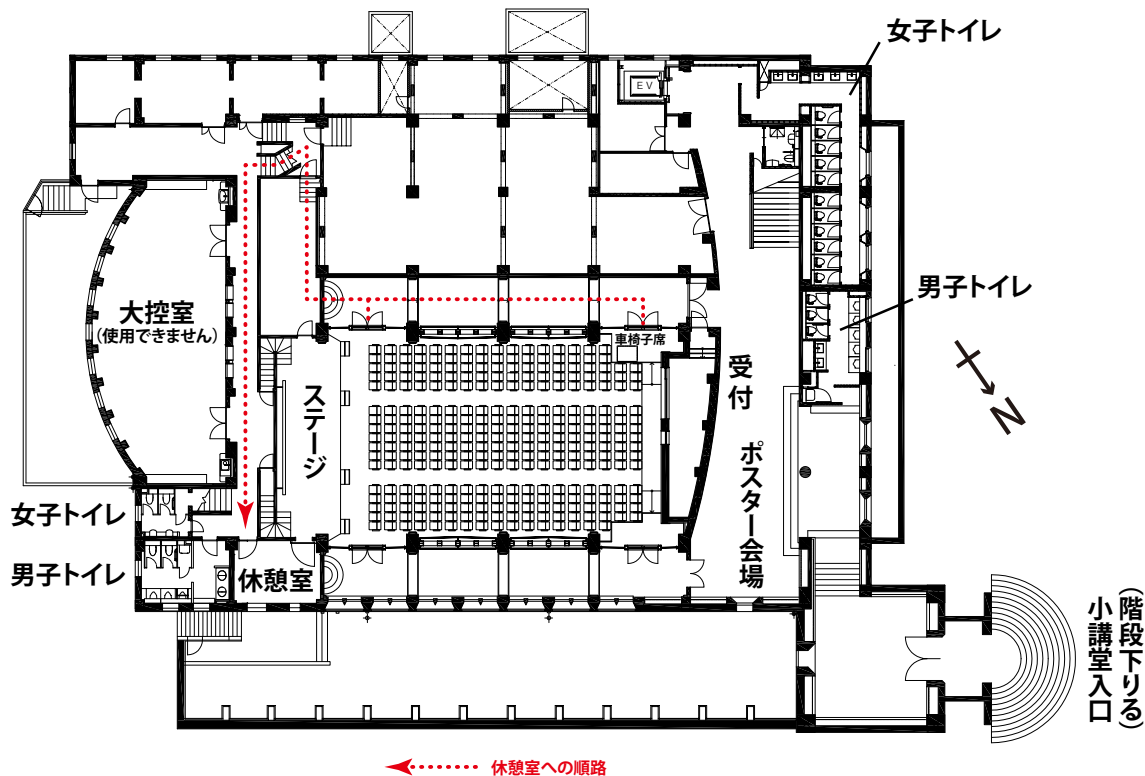 女子トイレ
EV
男子トイレ
大控室
(使用できません)
車椅子席
受付
ステージ
ポスター会場
N
女子トイレ
男子トイレ
休憩室
小講堂入口
(階段下りる)
休憩室への順路